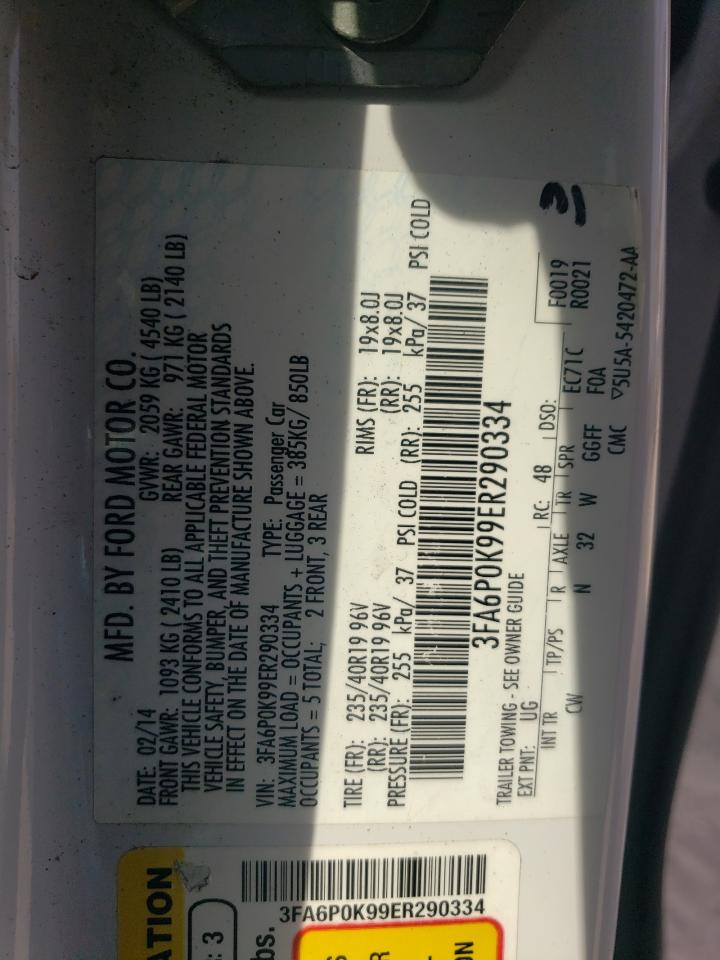 MFD. BY FORD MOTOR CO.
DATE: 02/14 GVWR: 2059 KG ( 4540 LB)
FRONT GAWR: 1093 KG ( 2410 LB) REAR GAWR: 971 KG ( 2140 LB)
THIS VEHICLE CONFORMS TO ALL APPLICABLE FEDERAL MOTOR
VEHICLE SAFETY, BUMPER, AND THEFT PREVENTION STANDARDS
IN EFFECT ON THE DATE OF MANUFACTURE SHOWN ABOVE.
VIN: 3FA6P0K99ER290334 TYPE: Passenger Car
MAXIMUM LOAD = OCCUPANTS + LUGGAGE = 385KG/ 850LB
OCCUPANTS = 5 TOTAL; 2 FRONT, 3 REAR
TIRE (FR): 235/40R19 96V RIMS (FR): 19x8.0J
(RR): 235/40R19 96V (RR): 19x8.0J
PRESSURE (FR): 255 kPa/ 37 PSI COLD (RR): 255 kPa/ 37 PSI COLD
3FA6P0K99ER290334
TRAILER TOWING - SEE OWNER GUIDE
EXT PNT: UG RC: 48 DSO: F0019
R0021
INT TR TP/PS R AXLE TR SPR EC71C
CW N 32 W GGFF F0A
CMC ▽5U5A-5420472-AA
3
ATION
: 3
bs.
3FA6P0K99ER290334
S
R
ON